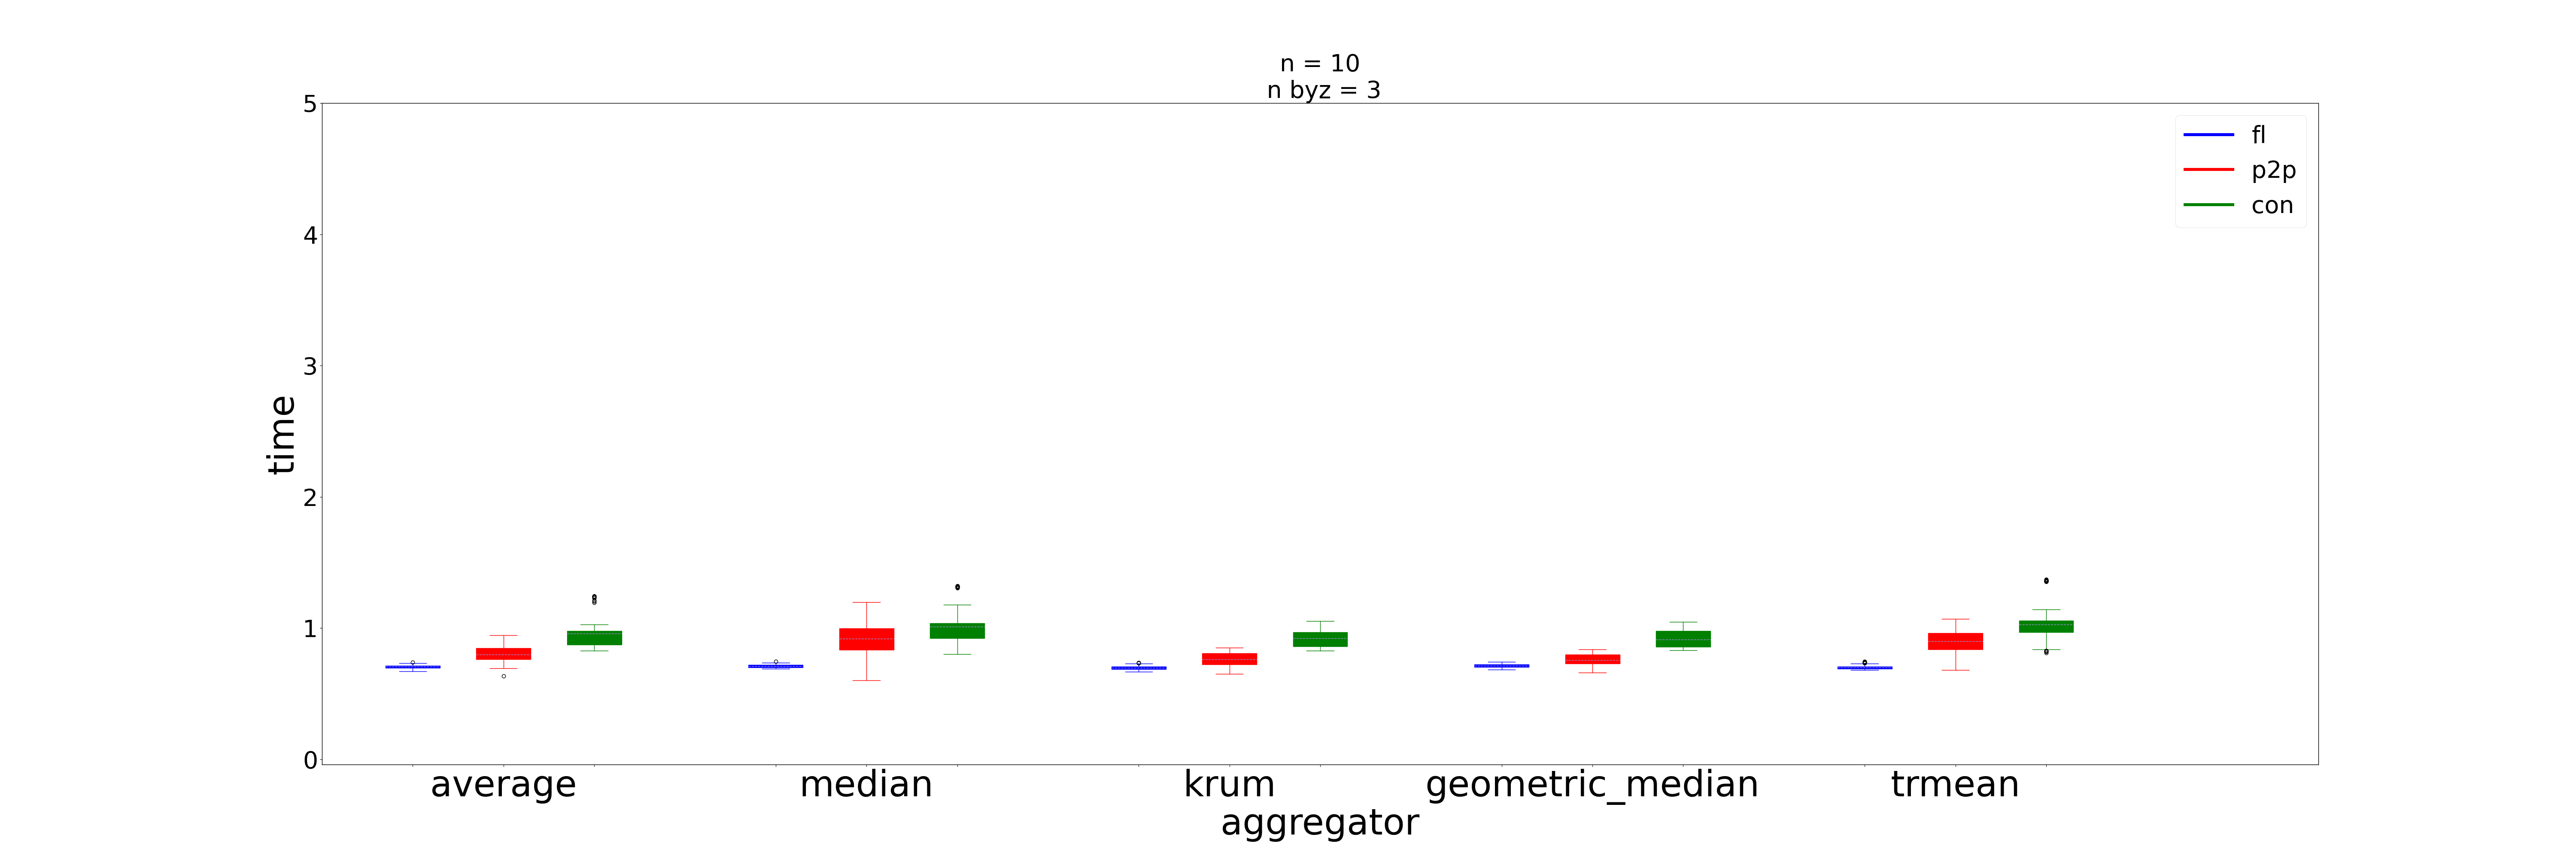 n = 10
n byz = 3
5
4
3
2
1
0
time
fl
p2p
con
average median krum geometric_median trmean
aggregator